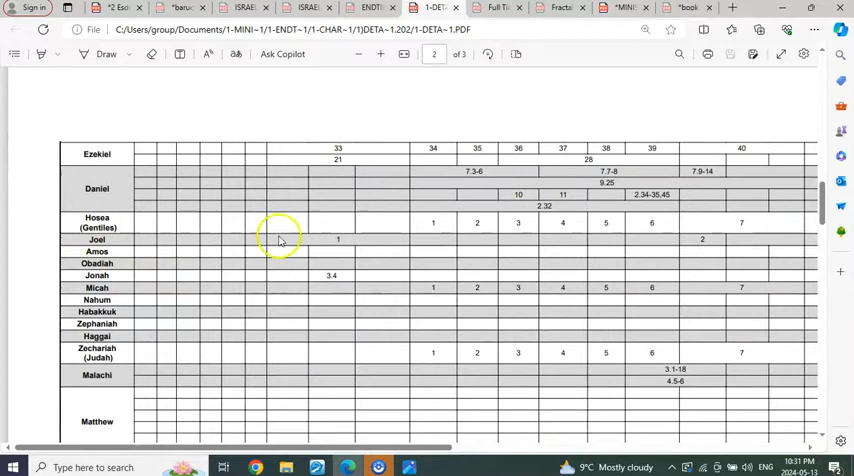 Sign in
*2 Esd
*baruc
ISRAEL
ISRAEL
ENDTI
1-DETA
Full Tir
Fractal
*MINIS
*book
File C:/Users/group/Documents/1-MINI~1/1-ENDT~1/1-CHAR~1/1)DETA~1.202/1-DETA~1.PDF
Draw Ask Copilot 2 of 3
Ezekiel 33 34 35 36 37 38 39 40
21 28
Daniel 7.3-6 7.7-8 7.9-14
9.25
10 11 2.34-35,45
2.32
Hosea (Gentiles) 1 2 3 4 5 6 7
Joel 1 2
Amos
Obadiah
Jonah 3.4
Micah 1 2 3 4 5 6 7
Nahum
Habakkuk
Zephaniah
Haggai
Zechariah (Judah) 1 2 3 4 5 6 7
Malachi 3.1-18
4.5-6
Matthew
Type here to search 9°C Mostly cloudy ENG 10:31 PM
2024-05-13